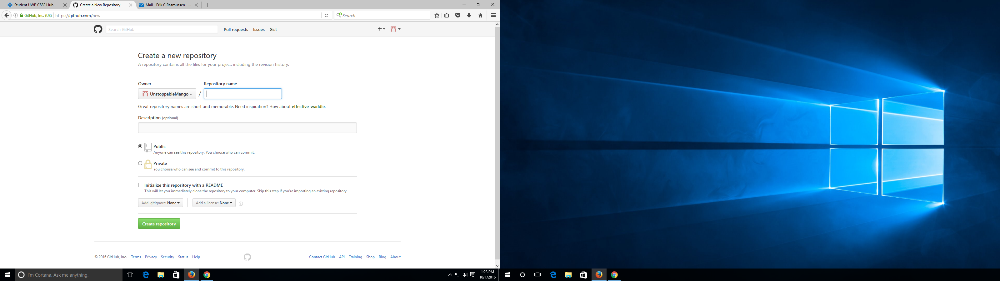 Student UWP CSSE Hub
Create a New Repository
Mail - Erik C Rasmussen - ...
GitHub, Inc. (US)
https://github.com/new
Search
Search GitHub
Pull requests
Issues
Gist
Create a new repository
A repository contains all the files for your project, including the revision history.
Owner
Repository name
UnstoppableMango
/
Great repository names are short and memorable. Need inspiration? How about effective-waddle.
Description (optional)
Public
Anyone can see this repository. You choose who can commit.
Private
You choose who can see and commit to this repository.
Initialize this repository with a README
This will let you immediately clone the repository to your computer. Skip this step if you're importing an existing repository.
Add .gitignore: None
Add a license: None
Create repository
© 2016 GitHub, Inc.
Terms
Privacy
Security
Status
Help
Contact GitHub
API
Training
Shop
Blog
About
I'm Cortana. Ask me anything.
1:23 PM
10/1/2016